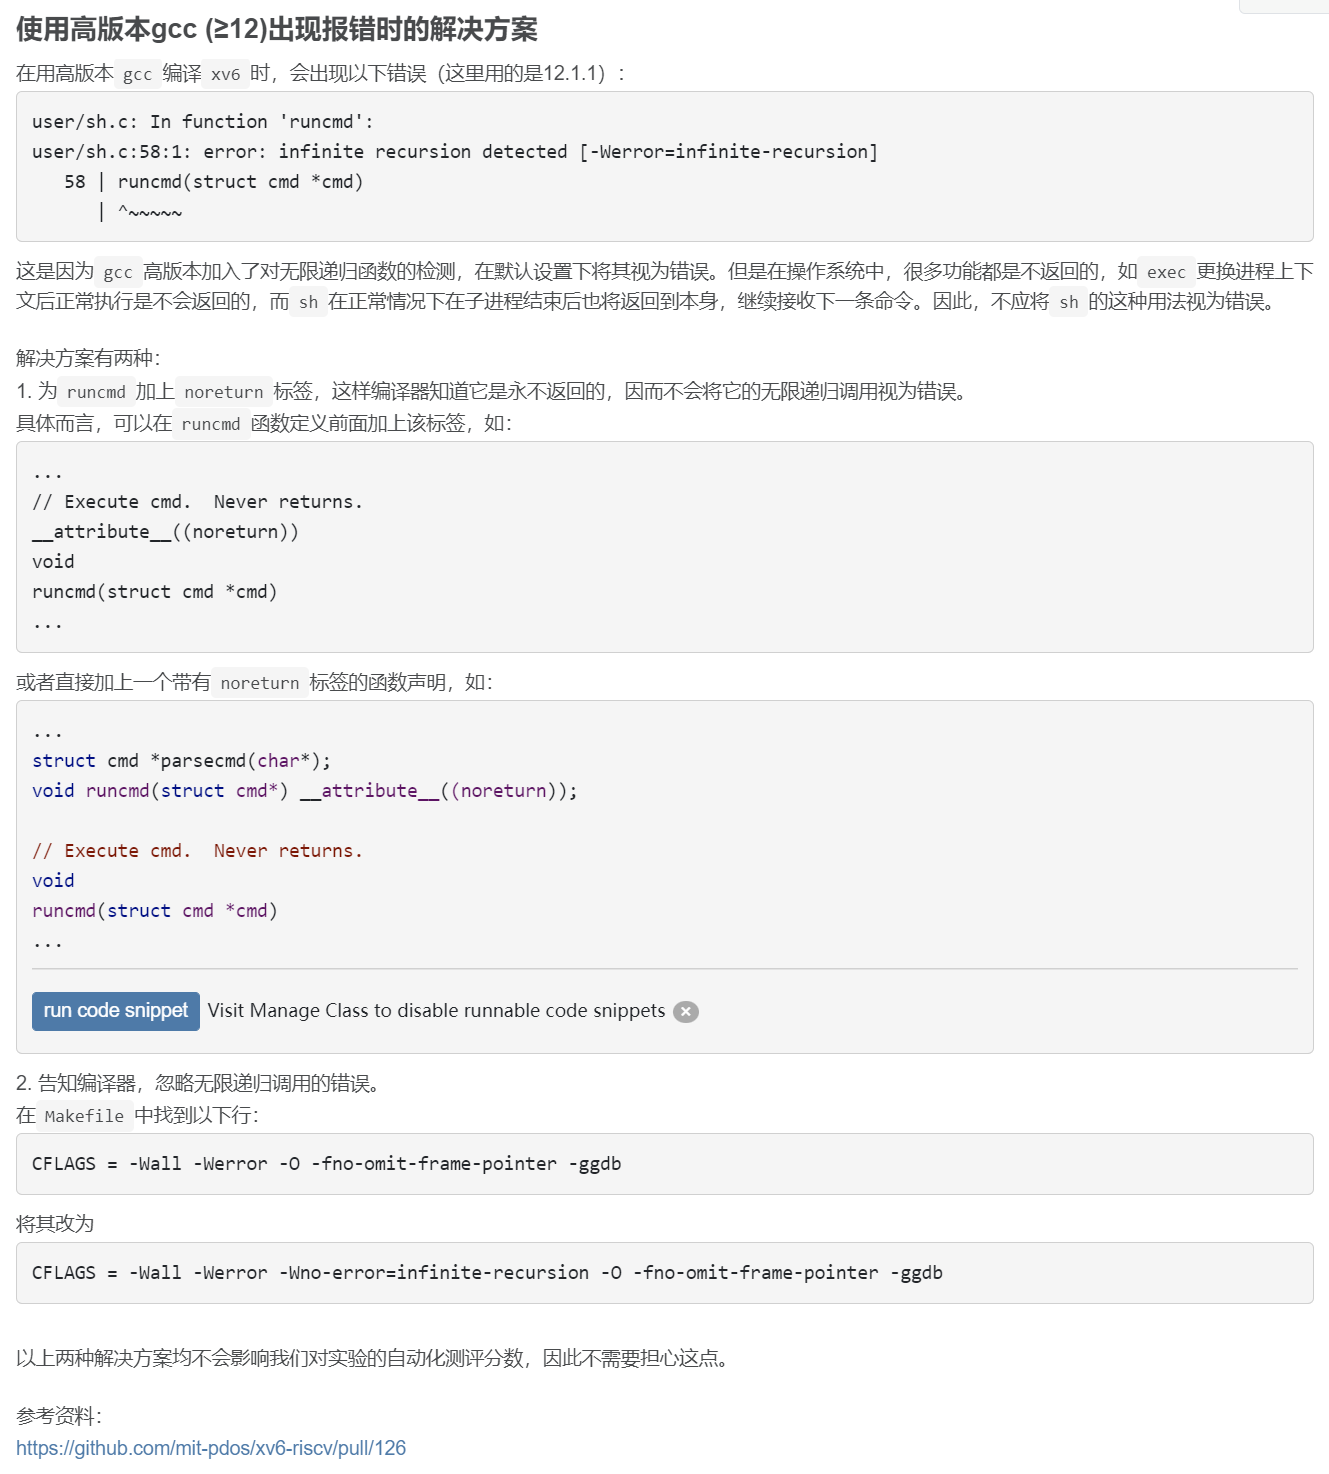 使用高版本gcc (≥12)出现报错时的解决方案
在用高版本 gcc 编译 xv6 时，会出现以下错误（这里用的是12.1.1）:
user/sh.c: In function 'runcmd':
user/sh.c:58:1: error: infinite recursion detected [-Werror=infinite-recursion]
   58 | runcmd(struct cmd *cmd)
      | ^~~~~~
这是因为 gcc 高版本加入了对无限递归函数的检测，在默认设置下将其视为错误。但是在操作系统中，很多功能都是不返回的，如 exec 更换进程上下
文后正常执行是不会返回的，而 sh 在正常情况下在子进程结束后也将返回到本身，继续接收下一条命令。因此，不应将 sh 的这种用法视为错误。
解决方案有两种:
1. 为 runcmd 加上 noreturn 标签，这样编译器知道它是永不返回的，因而不会将它的无限递归调用视为错误。
具体而言，可以在 runcmd 函数定义前面加上该标签，如:
...
// Execute cmd.  Never returns.
__attribute__((noreturn))
void
runcmd(struct cmd *cmd)
...
或者直接加上一个带有 noreturn 标签的函数声明，如:
...
struct cmd *parsecmd(char*);
void runcmd(struct cmd*) __attribute__((noreturn));
// Execute cmd.  Never returns.
void
runcmd(struct cmd *cmd)
...
run code snippet Visit Manage Class to disable runnable code snippets ×
2. 告知编译器，忽略无限递归调用的错误。
在 Makefile 中找到以下行:
CFLAGS = -Wall -Werror -O -fno-omit-frame-pointer -ggdb
将其改为
CFLAGS = -Wall -Werror -Wno-error=infinite-recursion -O -fno-omit-frame-pointer -ggdb
以上两种解决方案均不会影响我们对实验的自动化测评分数，因此不需要担心这点。
参考资料:
https://github.com/mit-pdos/xv6-riscv/pull/126